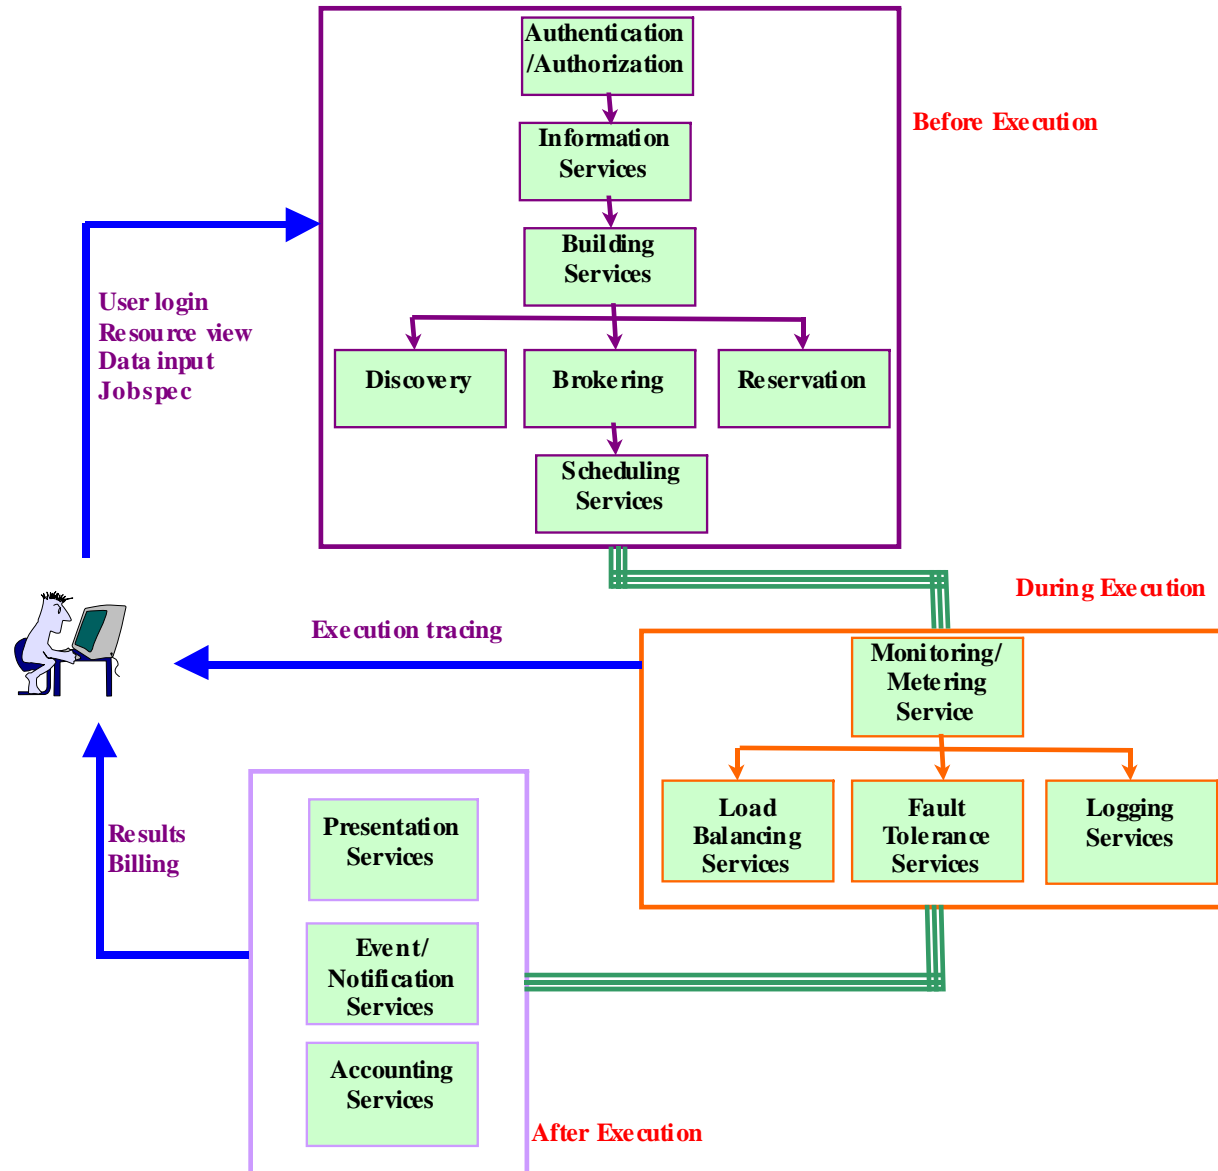 Authentication
/Authorization
Before Execution
Information
Services
Building
Services
User login
Resource view
Data input
Jobspec
Discovery
Brokering
Reservation
Scheduling
Services
During Execution
Execution tracing
Monitoring/
Metering
Service
Load
Balancing
Services
Fault
Tolerance
Services
Logging
Services
Presentation
Services
Results
Billing
Event/
Notification
Services
Accounting
Services
After Execution